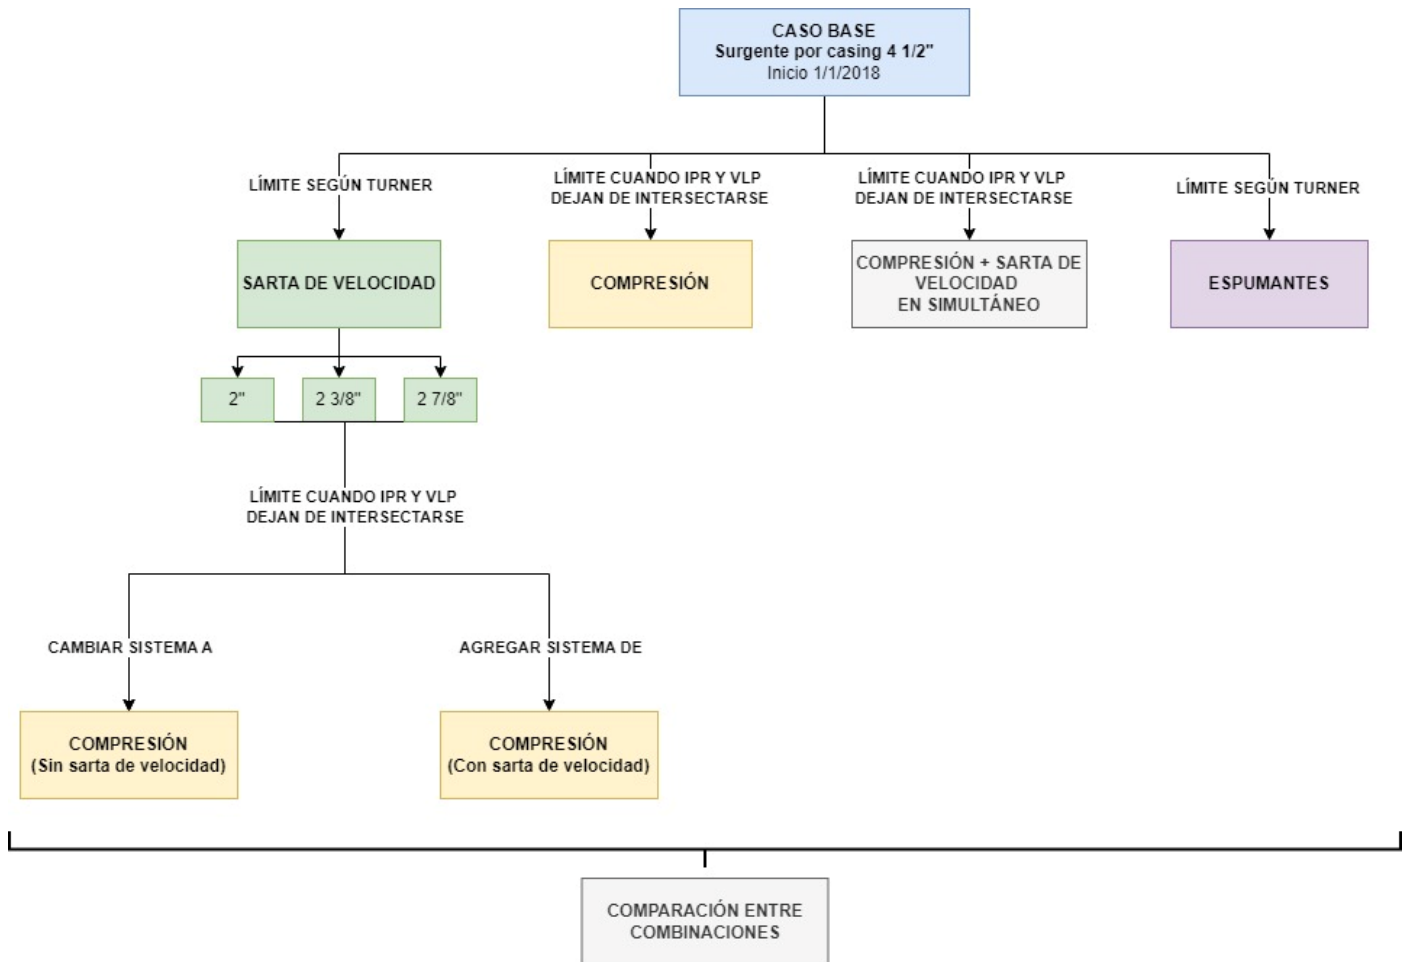 CASO BASE
Surgente por casing 4 1/2"
Inicio 1/1/2018
LÍMITE SEGÚN TURNER
LÍMITE CUANDO IPR Y VLP
DEJAN DE INTERSECTARSE
LÍMITE CUANDO IPR Y VLP
DEJAN DE INTERSECTARSE
LÍMITE SEGÚN TURNER
SARTA DE VELOCIDAD
COMPRESIÓN
COMPRESIÓN + SARTA DE
VELOCIDAD
EN SIMULTÁNEO
ESPUMANTES
2"
2 3/8"
2 7/8"
LÍMITE CUANDO IPR Y VLP
DEJAN DE INTERSECTARSE
CAMBIAR SISTEMA A
AGREGAR SISTEMA DE
COMPRESIÓN
(Sin sarta de velocidad)
COMPRESIÓN
(Con sarta de velocidad)
COMPARACIÓN ENTRE
COMBINACIONES